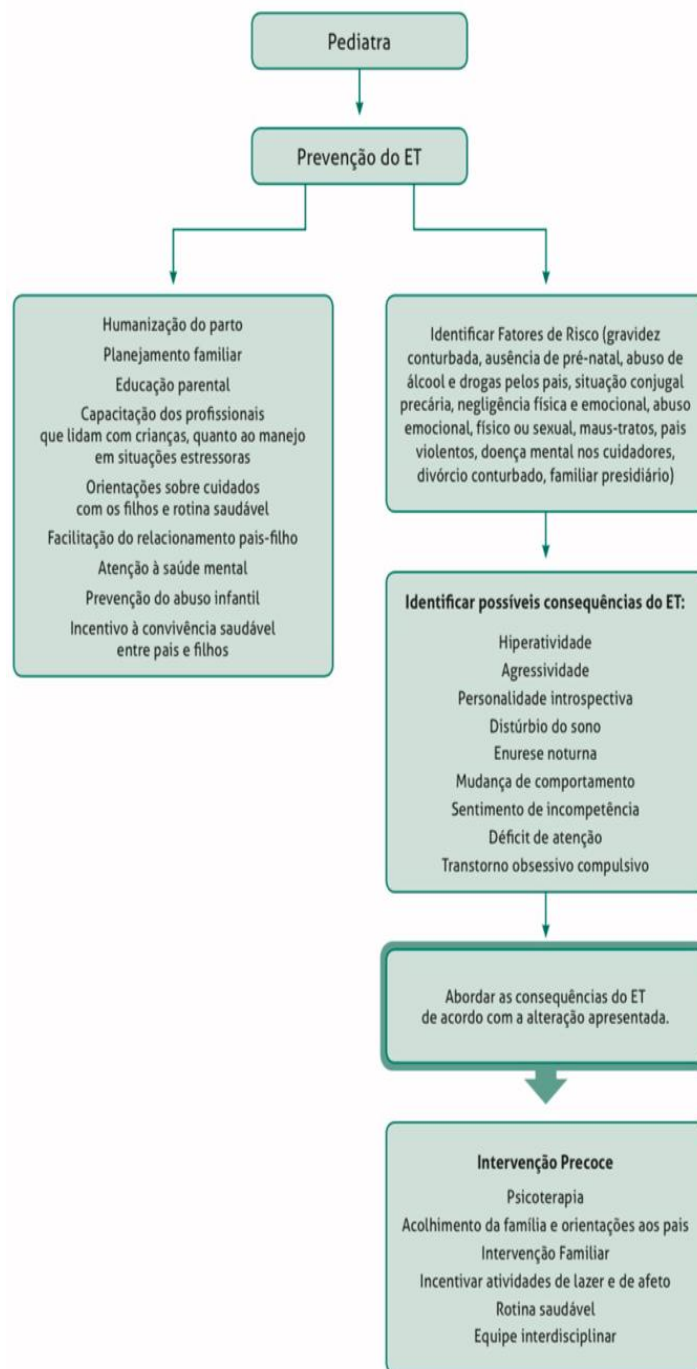 Pediatra
Prevenção do ET
Humanização do parto
Planejamento familiar
Educação parental
Capacitação dos profissionais
que lidam com crianças, quanto ao manejo
em situações estressoras
Orientações sobre cuidados
com os filhos e rotina saudável
Facilitação do relacionamento pais-filho
Atenção à saúde mental
Prevenção do abuso infantil
Incentivo à convivência saudável
entre pais e filhos
Identificar Fatores de Risco (gravidez
conturbada, ausência de pré-natal, abuso de
álcool e drogas pelos pais, situação conjugal
precária, negligência física e emocional, abuso
emocional, físico ou sexual, maus-tratos, pais
violentos, doença mental nos cuidadores,
divórcio conturbado, familiar presidiário)
Identificar possíveis consequências do ET:
Hiperatividade
Agressividade
Personalidade introspectiva
Distúrbio do sono
Enurese noturna
Mudança de comportamento
Sentimento de incompetência
Déficit de atenção
Transtorno obsessivo compulsivo
Abordar as consequências do ET
de acordo com a alteração apresentada.
Intervenção Precoce
Psicoterapia
Acolhimento da família e orientações aos pais
Intervenção Familiar
Incentivar atividades de lazer e de afeto
Rotina saudável
Equipe interdisciplinar